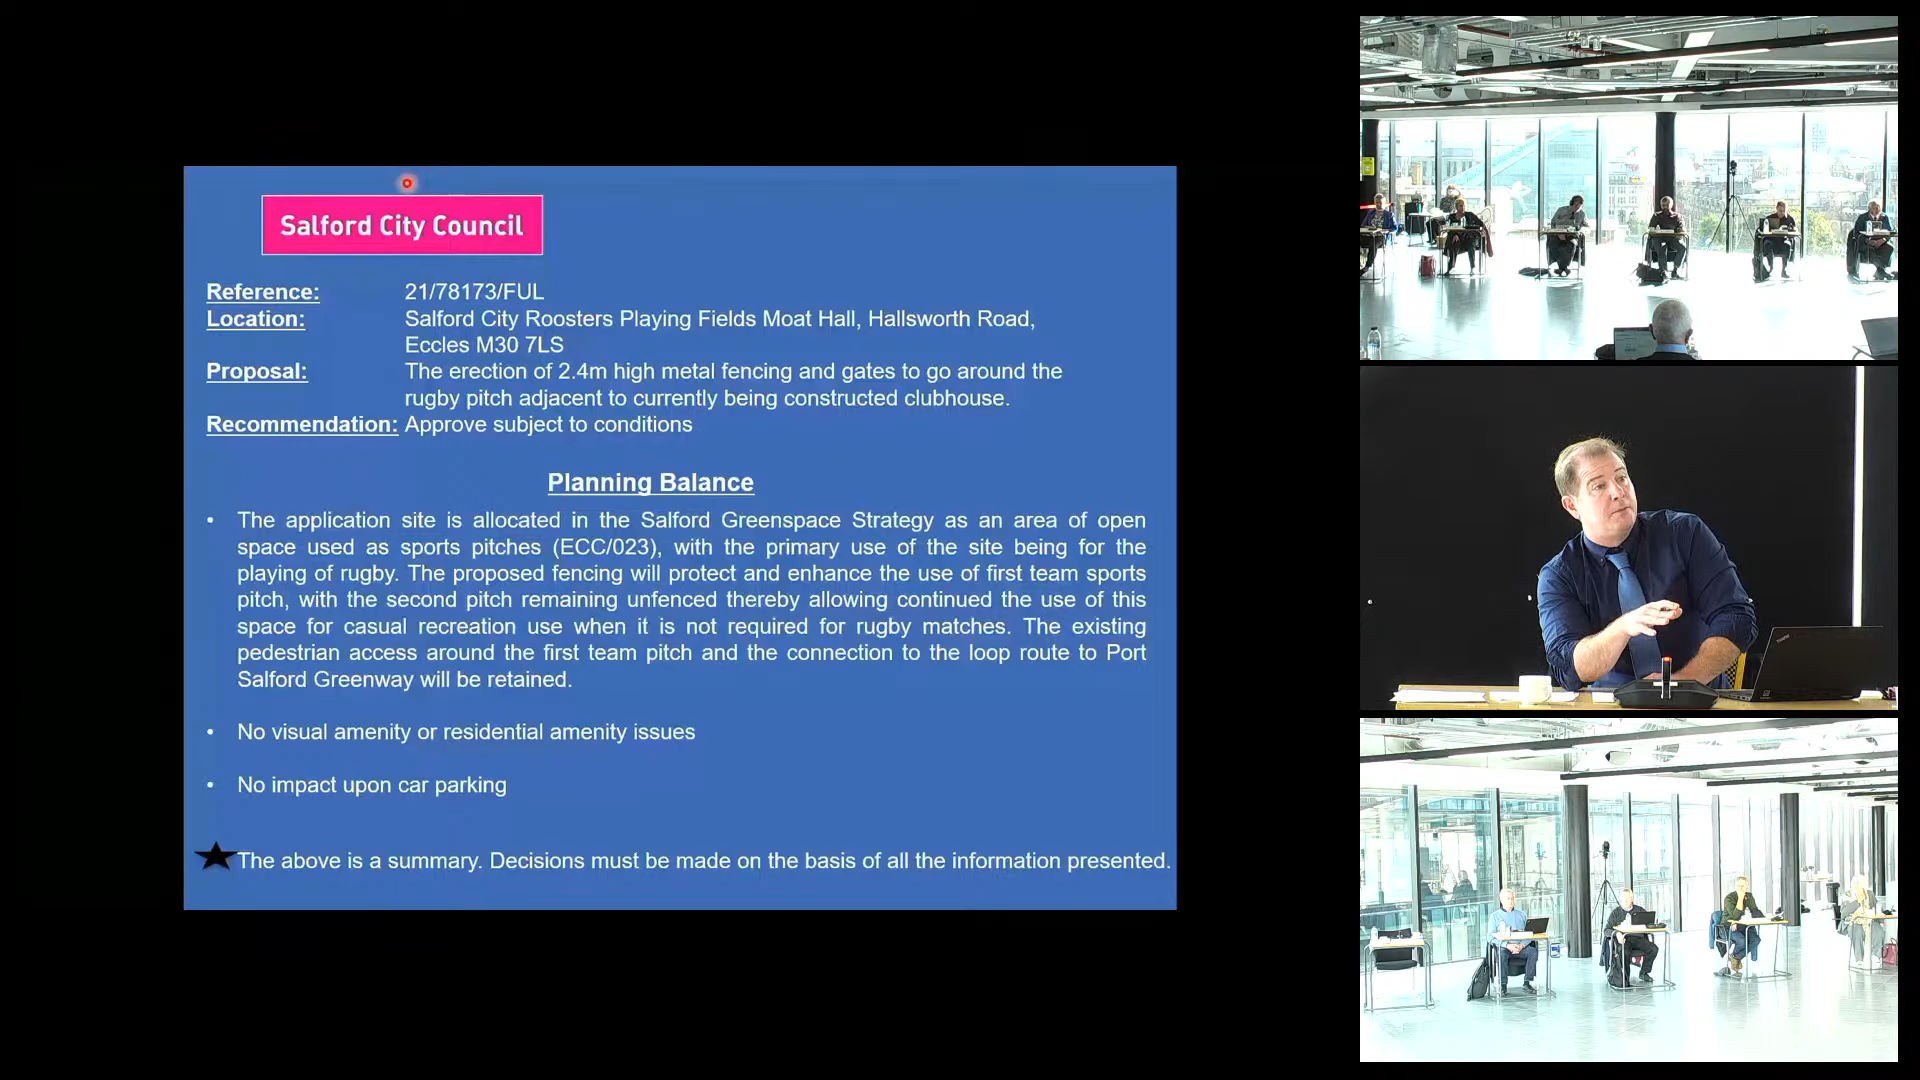 Salford City Council
Reference: 21/78173/FUL
Location: Salford City Roosters Playing Fields Moat Hall, Hallsworth Road,
Eccles M30 7LS
Proposal: The erection of 2.4m high metal fencing and gates to go around the
rugby pitch adjacent to currently being constructed clubhouse.
Recommendation: Approve subject to conditions
Planning Balance
• The application site is allocated in the Salford Greenspace Strategy as an area of open
space used as sports pitches (ECC/023), with the primary use of the site being for the
playing of rugby. The proposed fencing will protect and enhance the use of first team sports
pitch, with the second pitch remaining unfenced thereby allowing continued the use of this
space for casual recreation use when it is not required for rugby matches. The existing
pedestrian access around the first team pitch and the connection to the loop route to Port
Salford Greenway will be retained.
• No visual amenity or residential amenity issues
• No impact upon car parking
The above is a summary. Decisions must be made on the basis of all the information presented.